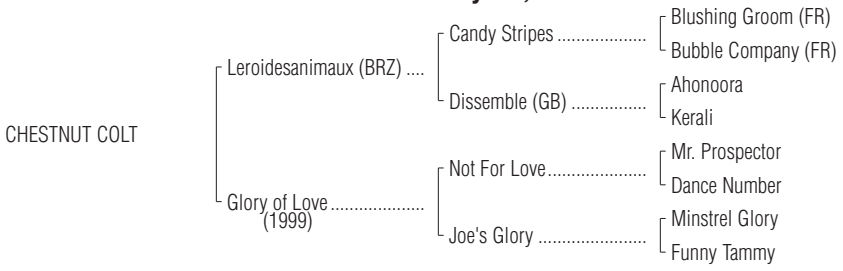 Blushing Groom (FR)
Candy Stripes ...................
Bubble Company (FR)
Leroidesanimaux (BRZ) ....
Ahonoora
Dissemble (GB) ................
Kerali
CHESTNUT COLT
Mr. Prospector
Not For Love.....................
Dance Number
Glory of Love ....................
(1999)
Minstrel Glory
Joe's Glory .......................
Funny Tammy